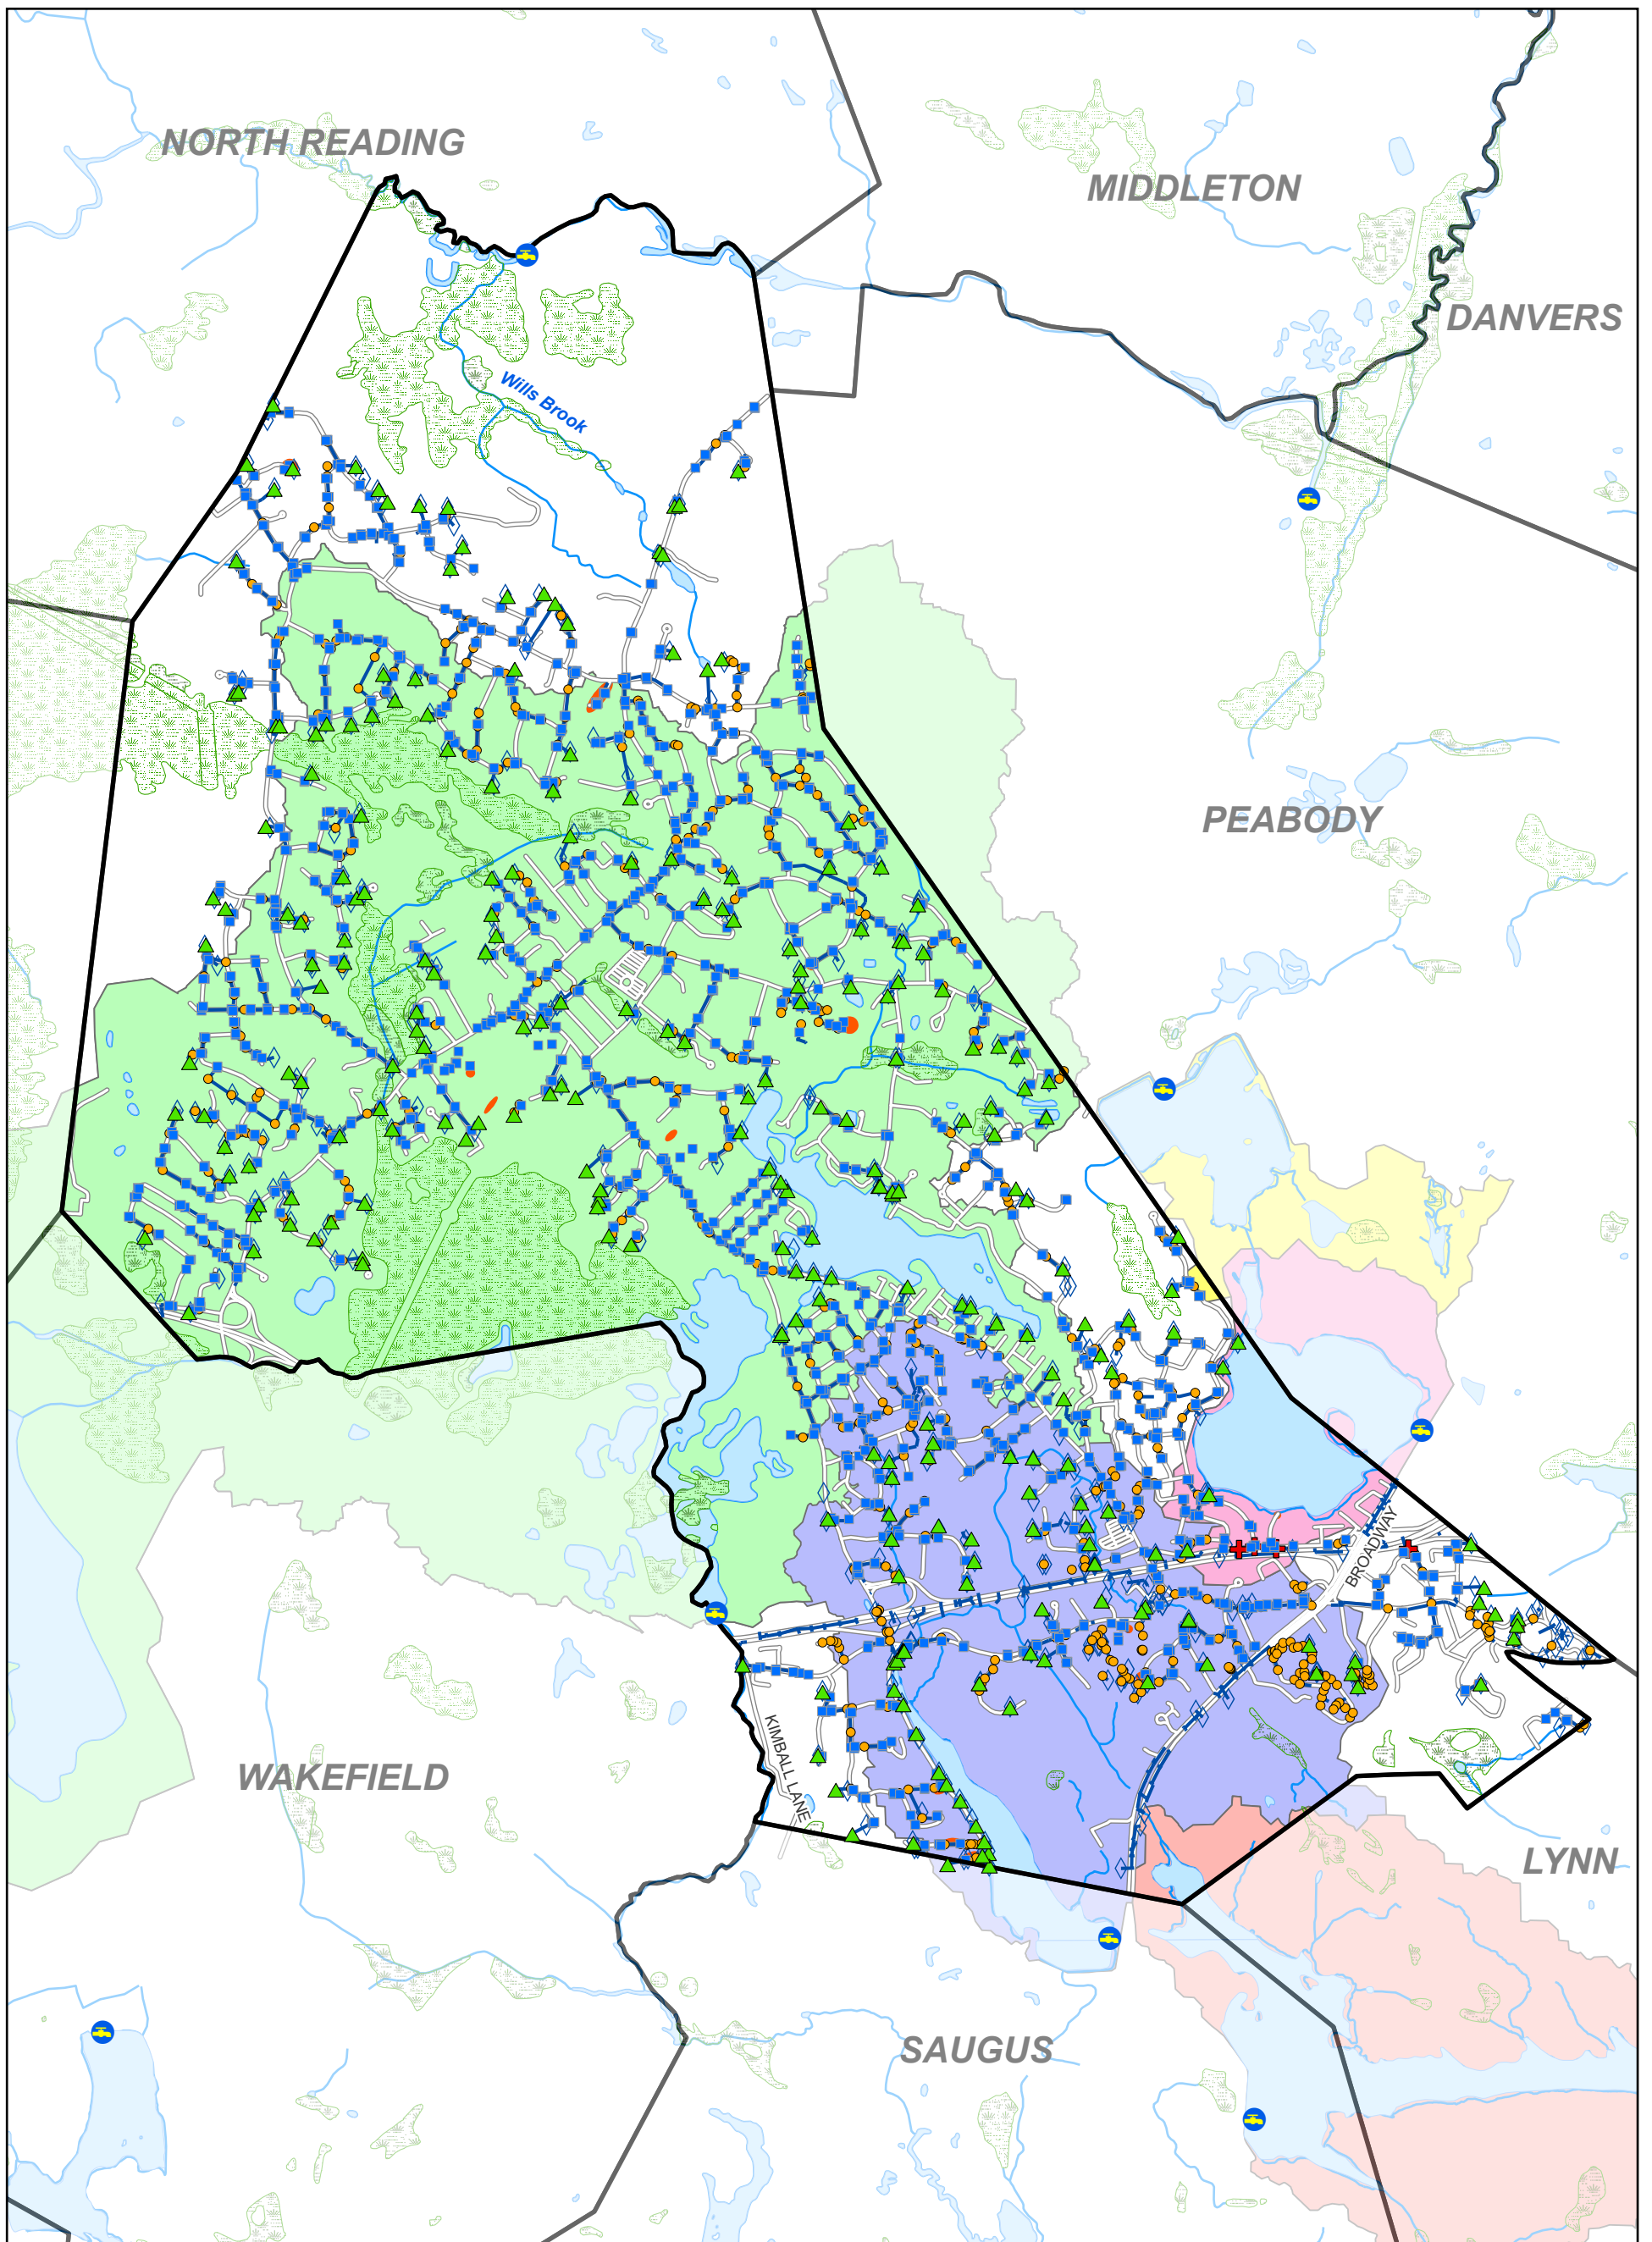 NORTH READING
MIDDLETON
DANVERS
Wills Brook
PEABODY
BROADWAY
KIMBALL LANE
WAKEFIELD
LYNN
SAUGUS